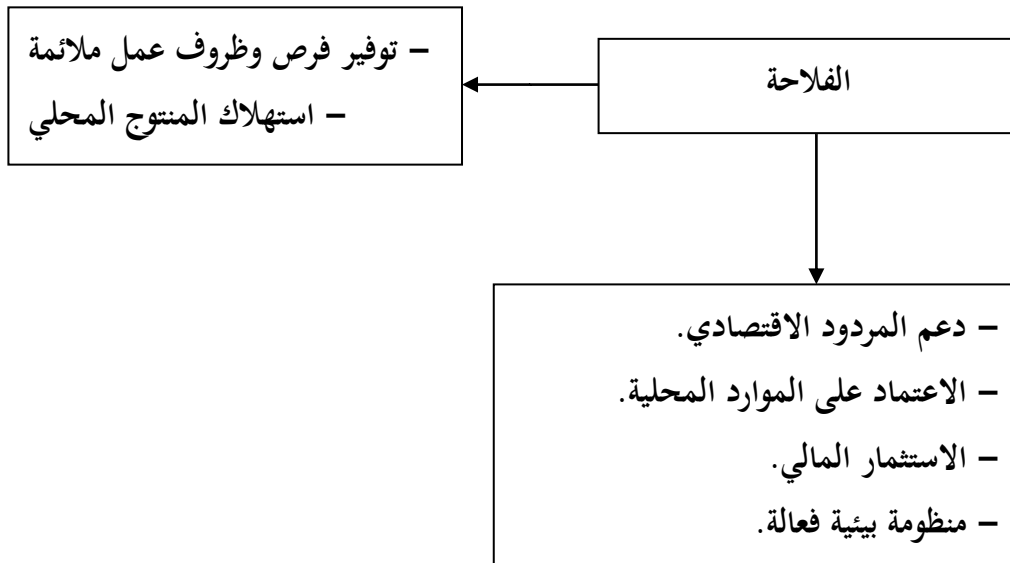 الفلاحة
– توفير فرص وظروف عمل ملائمة
– استهلاك المنتوج المحلي
– دعم المردود الاقتصادي.
– الاعتماد على الموارد المحلية.
– الاستثمار المالي.
– منظومة بيئية فعالة.